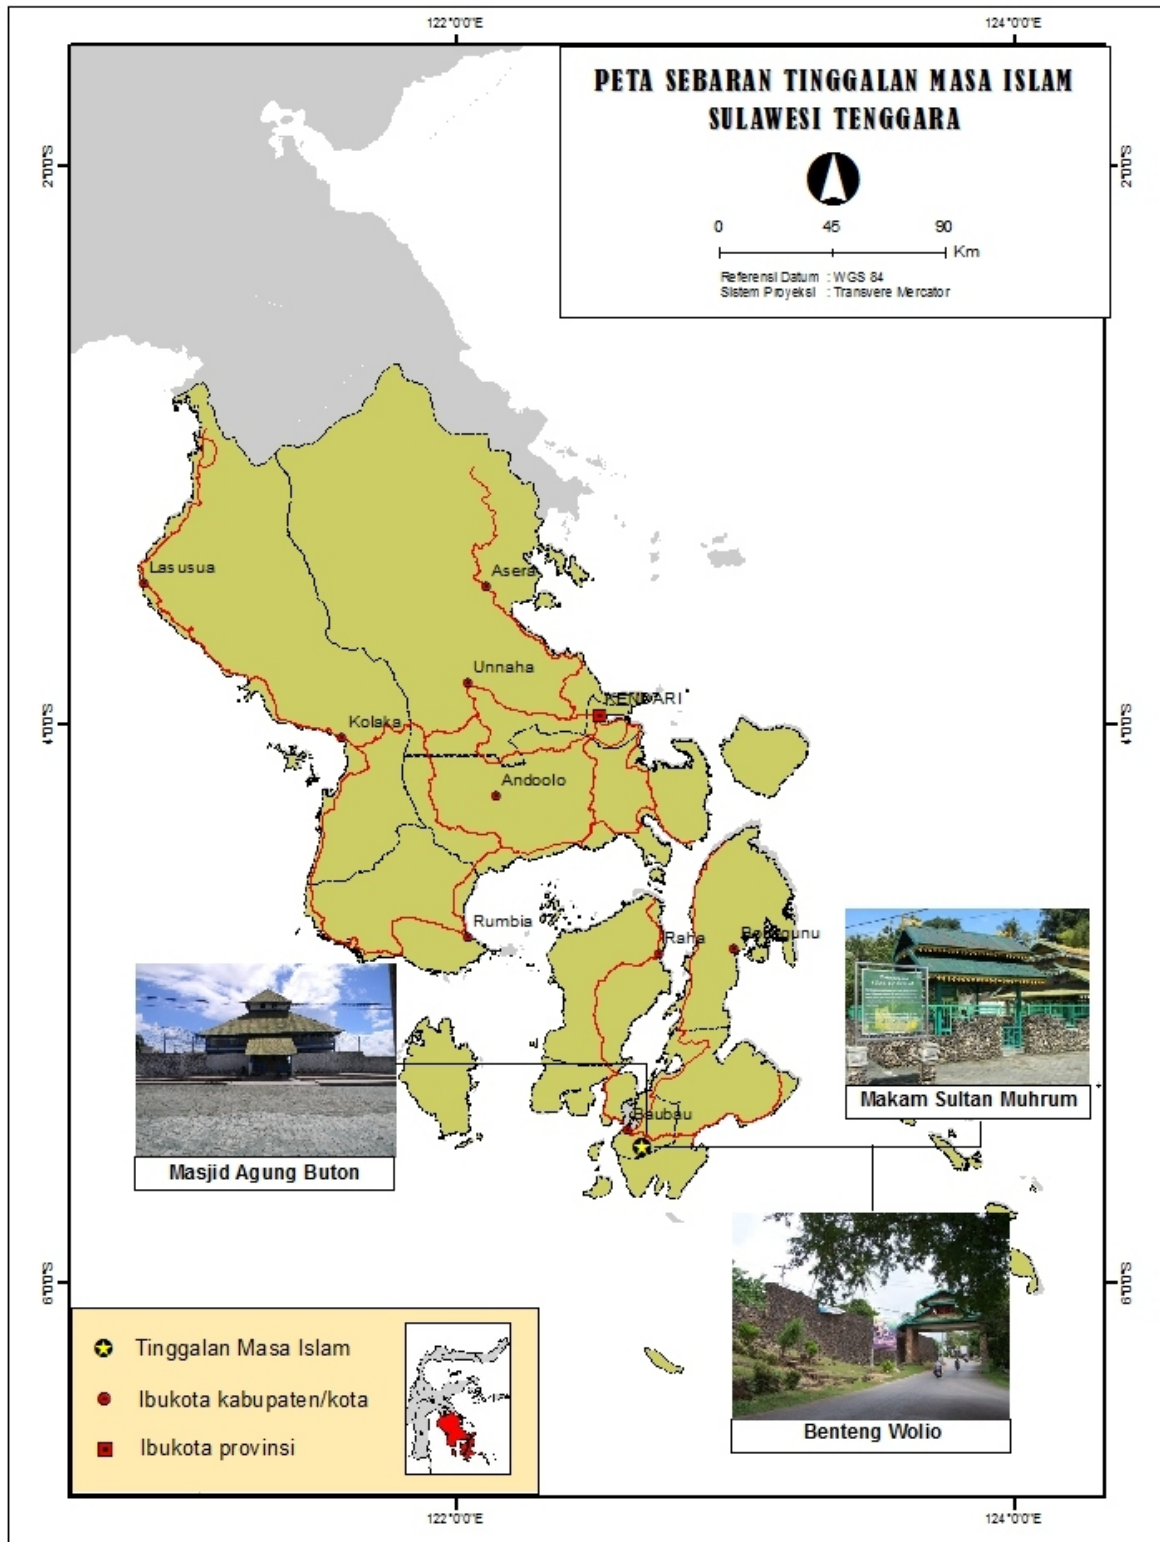 122°0'0"E
124°0'0"E
PETA SEBARAN TINGGALAN MASA ISLAM
SULAWESI TENGGARA
0 45 90
Km
Referensi Datum : WGS 84
Sistem Proyeksi : Transvere Mercator
2°0'0"S
2°0'0"S
Lasusua
Asera
Unnaha
KENDARI
Kolaka
4°0'0"S
4°0'0"S
Andoolo
Rumbia
Raha
Makam Sultan Muhrum
Baubau
Masjid Agung Buton
6°0'0"S
6°0'0"S
Benteng Wolio
Tinggalan Masa Islam
Ibukota kabupaten/kota
Ibukota provinsi
122°0'0"E
124°0'0"E